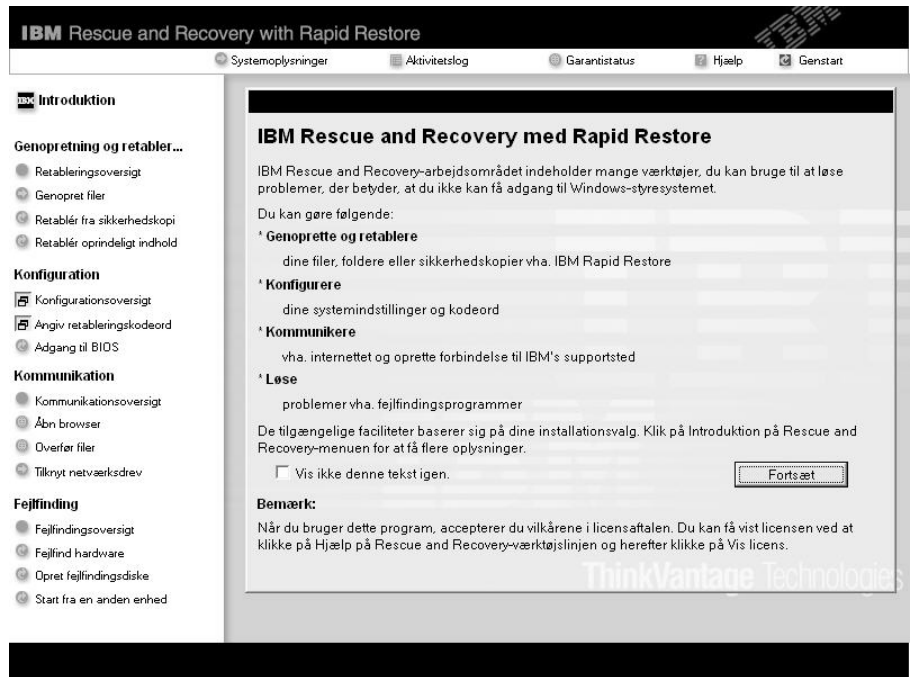 IBM Rescue and Recovery with Rapid Restore
IBM
Systemoplysninger Aktivitetslog Garantistatus Hjælp Genstart
Introduktion
Genopretning og retabler...
Retableringsoversigt
Genopret filer
Retablér fra sikkerhedskopi
Retablér oprindeligt indhold
Konfiguration
Konfigurationsoversigt
Angiv retableringskodeord
Adgang til BIOS
Kommunikation
Kommunikationsoversigt
Åbn browser
Overfør filer
Tilknyt netværksdrev
Fejlfinding
Fejlfindingsoversigt
Fejlfind hardware
Opret fejlfindingsdiske
Start fra en anden enhed
IBM Rescue and Recovery med Rapid Restore
IBM Rescue and Recovery-arbejdsområdet indeholder mange værktøjer, du kan bruge til at løse
problemer, der betyder, at du ikke kan få adgang til Windows-styresystemet.
Du kan gøre følgende:
* Genoprette og retablere
dine filer, foldere eller sikkerhedskopier vha. IBM Rapid Restore
* Konfigurere
dine systemindstillinger og kodeord
* Kommunikere
vha. internettet og oprette forbindelse til IBM's supportsted
* Løse
problemer vha. fejlfindingsprogrammer
De tilgængelige faciliteter baserer sig på dine installationsvalg. Klik på Introduktion på Rescue and
Recovery-menuen for at få flere oplysninger.
Vis ikke denne tekst igen.
Fortsæt
Bemærk:
Når du bruger dette program, accepterer du vilkårene i licensaftalen. Du kan få vist licensen ved at
klikke på Hjælp på Rescue and Recovery-værktøjslinjen og herefter klikke på Vis licens.
ThinkVantage Technologies